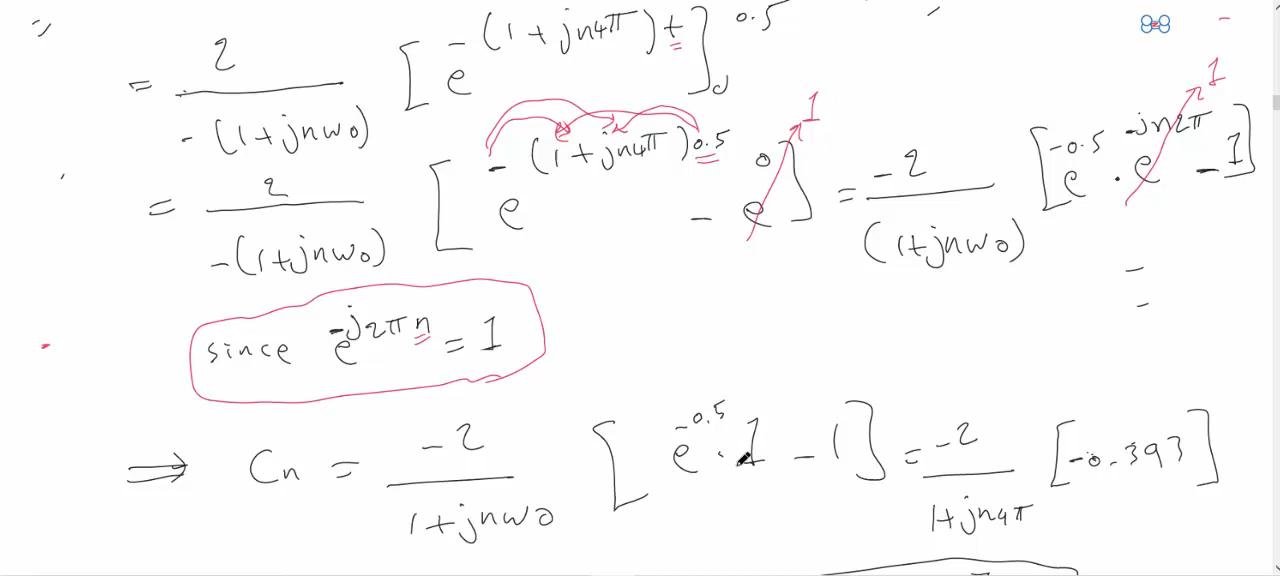 = 2 / -(1+jnω0) [e^-(1+jn4π)t]_0^0.5
= 2 / -(1+jnω0) [e^-(1+jn4π)0.5 - e^0] = -2 / (1+jnω0) [e^-0.5 . e^-jn2π - 1]
1
1
since e^-j2πn = 1
⇒ Cn = -2 / 1+jnω0 [e^-0.5 . 1 - 1] = -2 / 1+jn4π [-0.393]